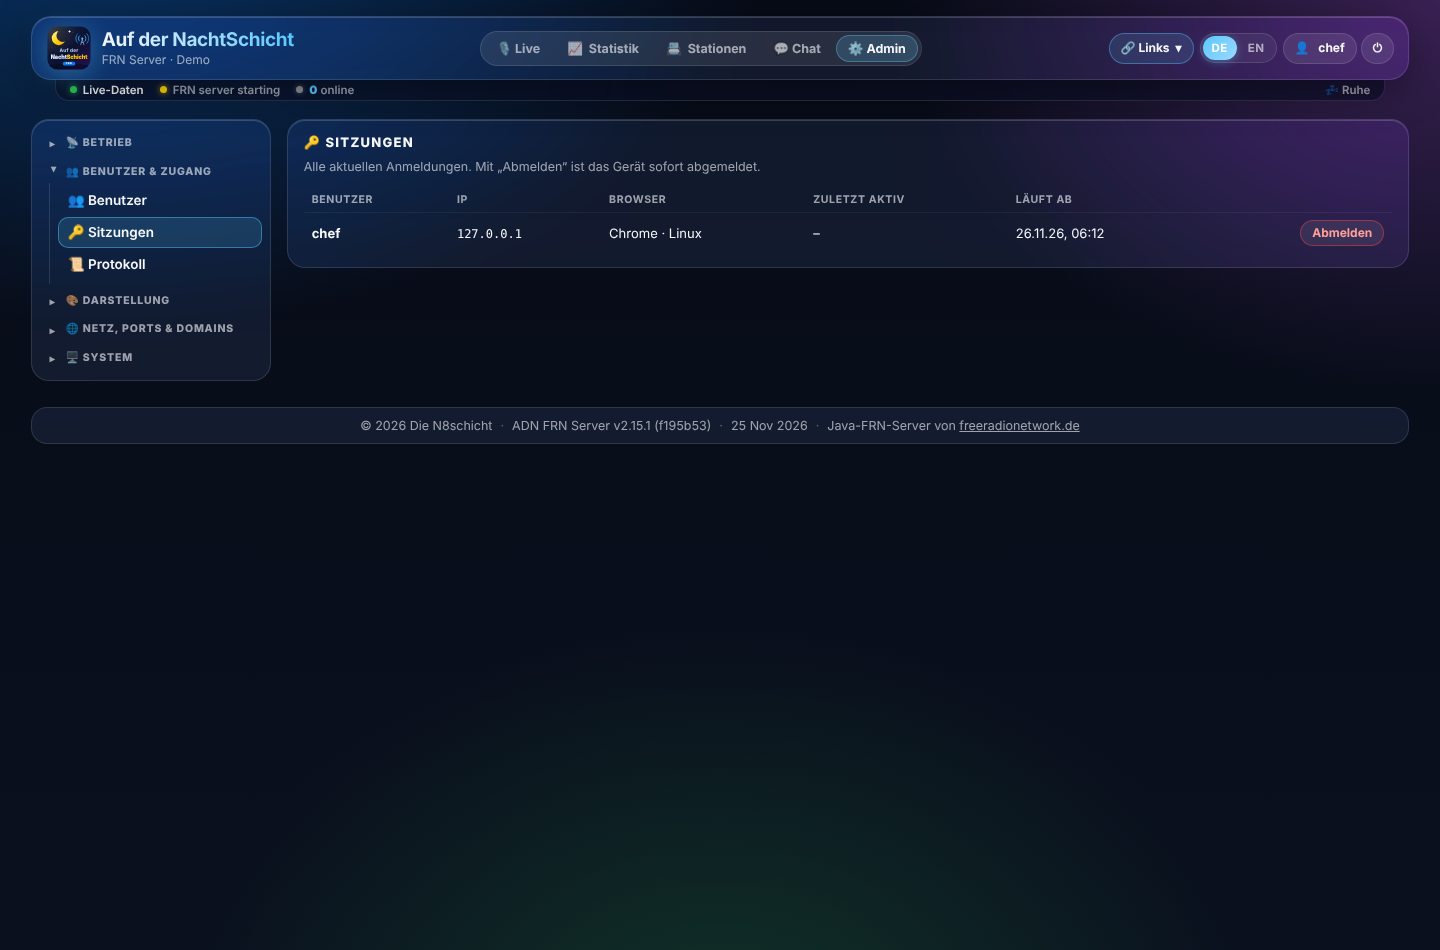 Auf der NachtSchicht
FRN Server · Demo
Auf der
NachtSchicht
Live
Statistik
Stationen
Chat
Admin
Links ▾
DE
EN
chef
Live-Daten
FRN server starting
0 online
Ruhe
BETRIEB
BENUTZER & ZUGANG
Benutzer
Sitzungen
Protokoll
DARSTELLUNG
NETZ, PORTS & DOMAINS
SYSTEM
SITZUNGEN
Alle aktuellen Anmeldungen. Mit „Abmelden“ ist das Gerät sofort abgemeldet.
BENUTZER IP BROWSER ZULETZT AKTIV LÄUFT AB
chef 127.0.0.1 Chrome · Linux – 26.11.26, 06:12 Abmelden
© 2026 Die N8schicht · ADN FRN Server v2.15.1 (f195b53) · 25 Nov 2026 · Java-FRN-Server von freeradionetwork.de